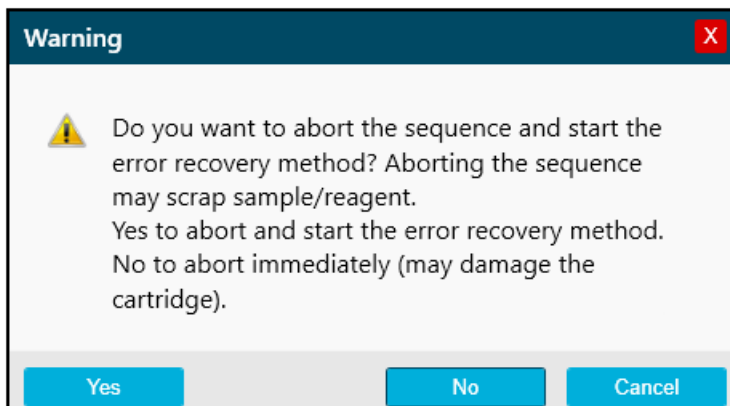 Warning
X
Do you want to abort the sequence and start the
error recovery method? Aborting the sequence
may scrap sample/reagent.
Yes to abort and start the error recovery method.
No to abort immediately (may damage the
cartridge).
Yes
No
Cancel